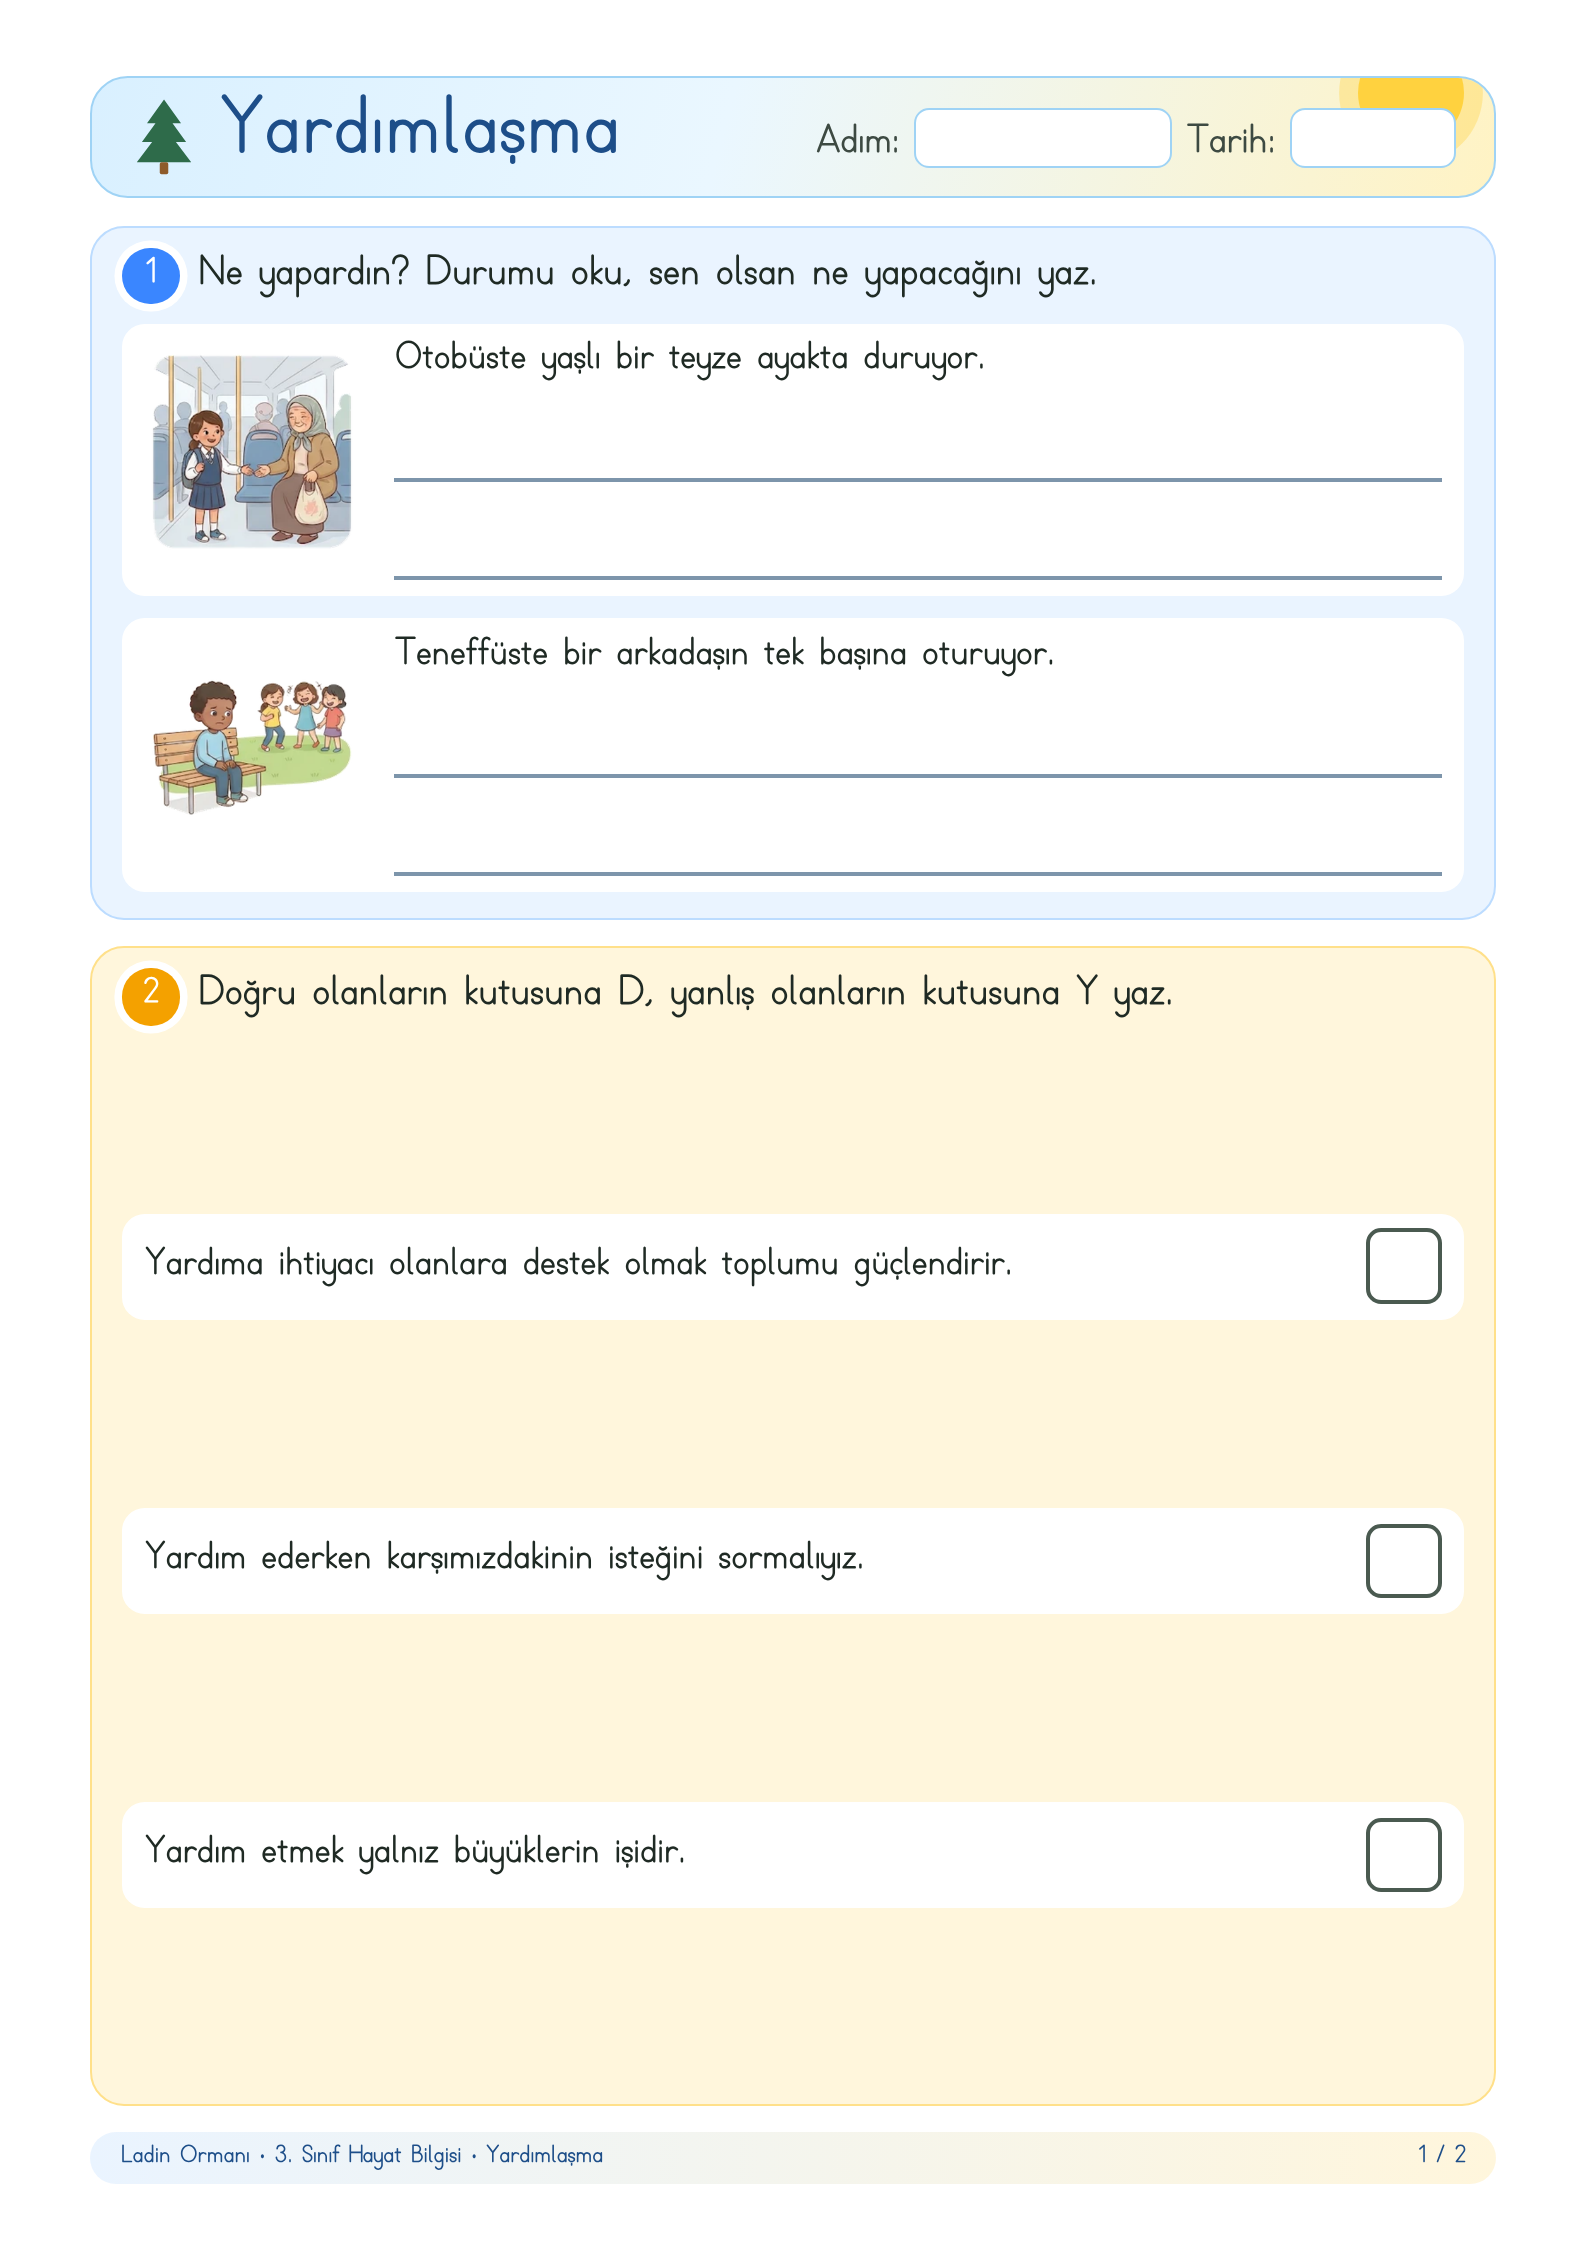 Yardımlaşma
Adım:
Tarih:
1
Ne yapardın? Durumu oku, sen olsan ne yapacağını yaz.
Otobüste yaşlı bir teyze ayakta duruyor.
Teneffüste bir arkadaşın tek başına oturuyor.
2
Doğru olanların kutusuna D, yanlış olanların kutusuna Y yaz.
Yardıma ihtiyacı olanlara destek olmak toplumu güçlendirir.
Yardım ederken karşımızdakinin isteğini sormalıyız.
Yardım etmek yalnız büyüklerin işidir.
Ladin Ormanı • 3. Sınıf Hayat Bilgisi • Yardımlaşma
1 / 2